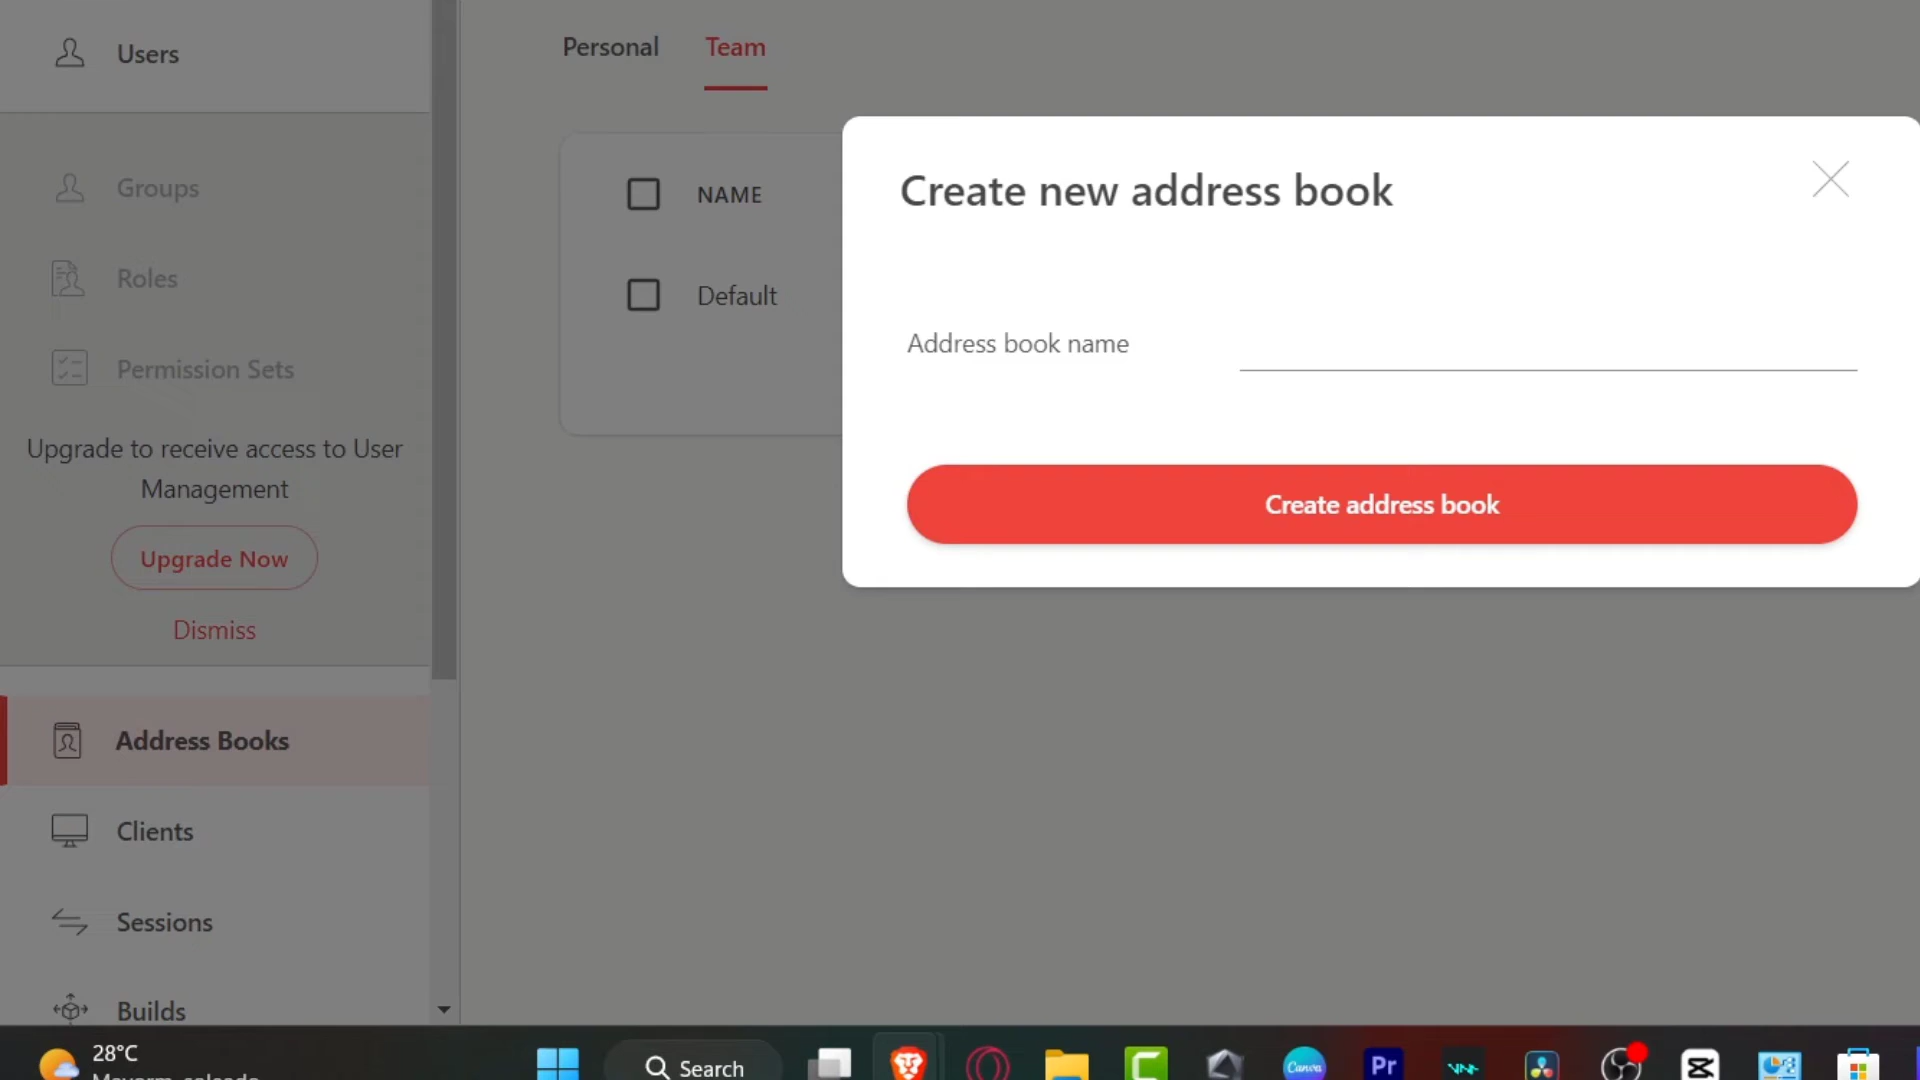 Users
Groups
Roles
Permission Sets
Upgrade to receive access to User
Management
Upgrade Now
Dismiss
Address Books
Clients
Sessions
Builds
Personal
Team
NAME
Default
Create new address book
Address book name
Create address book
28°C
Search
Canva
Pr